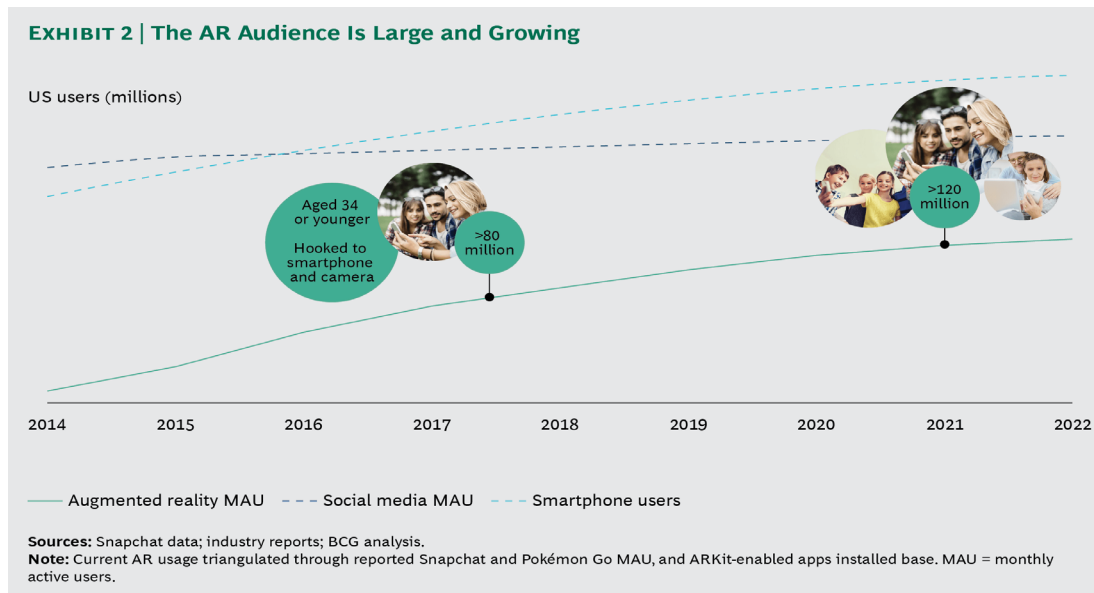 EXHIBIT 2 | The AR Audience Is Large and Growing
US users (millions)
Aged 34
or younger
Hooked to
smartphone
and camera
>80
million
>120
million
2014 2015 2016 2017 2018 2019 2020 2021 2022
Augmented reality MAU Social media MAU Smartphone users
Sources: Snapchat data; industry reports; BCG analysis.
Note: Current AR usage triangulated through reported Snapchat and Pokémon Go MAU, and ARKit-enabled apps installed base. MAU = monthly
active users.